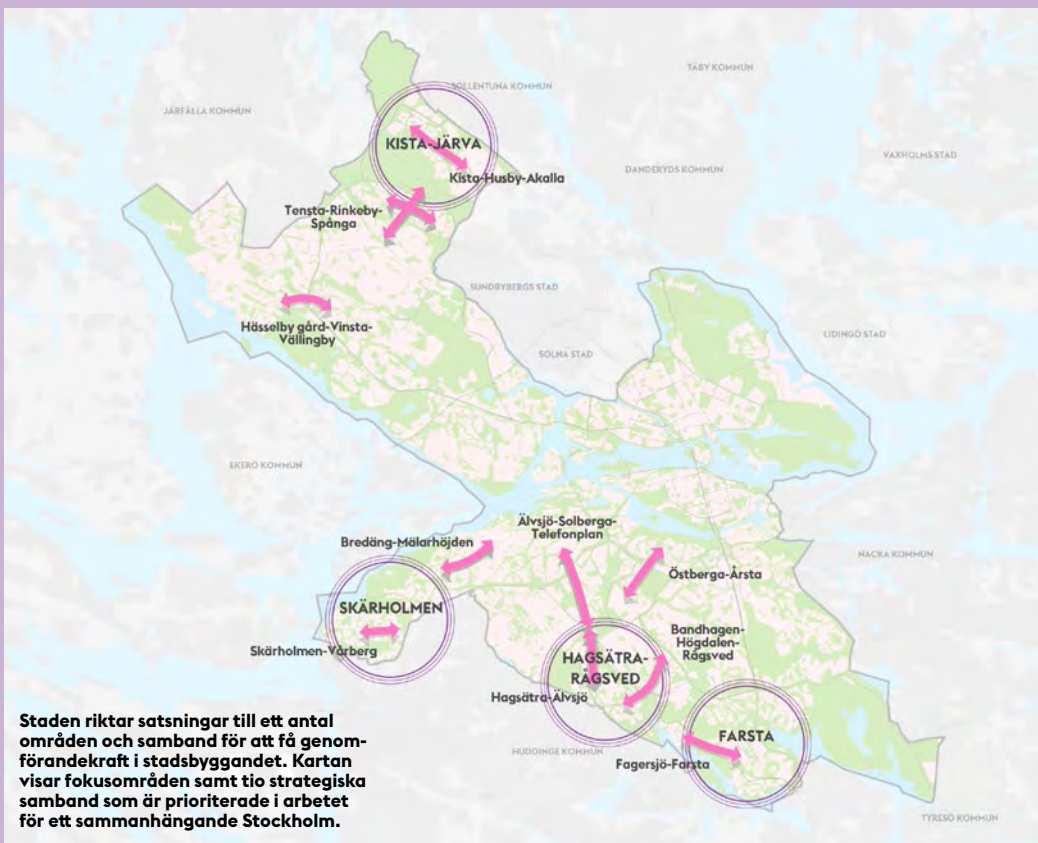 TÄBY KOMMUN
SOLLENTUNA KOMMUN
JÄRFÄLLA KOMMUN
KISTA-JÄRVA
VAXHOLMS STAD
DANDERYDS KOMMUN
Kista-Husby-Akalla
Tensta-Rinkeby-
Spånga
SUNDBYBERGS STAD
Hässelby gård-Vinsta-
Vällingby
LIDINGÖ STAD
SOLNA STAD
EKERÖ KOMMUN
Älvsjö-Solberga-
Telefonplan
Bredäng-Mälarhöjden
NACKA KOMMUN
Östberga-Årsta
SKÄRHOLMEN
Skärholmen-Vårberg
Bandhagen-
Högdalen-
Rågsved
HAGSÄTRA-
RÅGSVED
Hagsätra-Älvsjö
FARSTA
HUDDINGE KOMMUN
Fagersjö-Farsta
TYRESÖ KOMMUN
Staden riktar satsningar till ett antal
områden och samband för att få genom-
förandekraft i stadsbyggandet. Kartan
visar fokusområden samt tio strategiska
samband som är prioriterade i arbetet
för ett sammanhängande Stockholm.